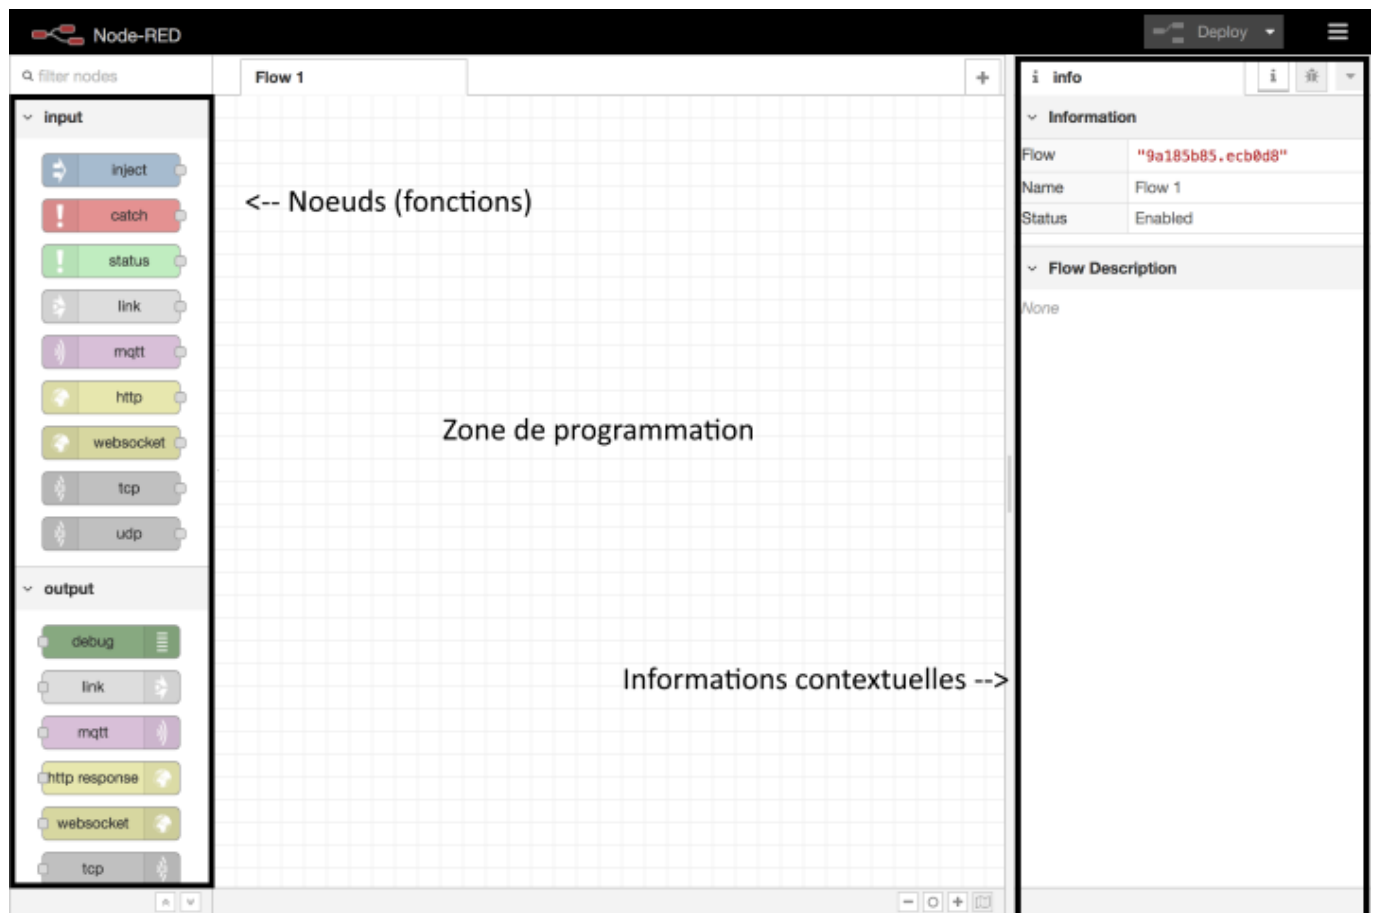 Node-RED
Deploy
filter nodes
Flow 1
info
input
inject
catch
status
link
mqtt
http
websocket
tcp
udp
output
debug
link
mqtt
http response
websocket
tcp
<-- Noeuds (fonctions)
Zone de programmation
Informations contextuelles -->
Information
Flow "9a185b85.ecb0d8"
Name Flow 1
Status Enabled
Flow Description
None